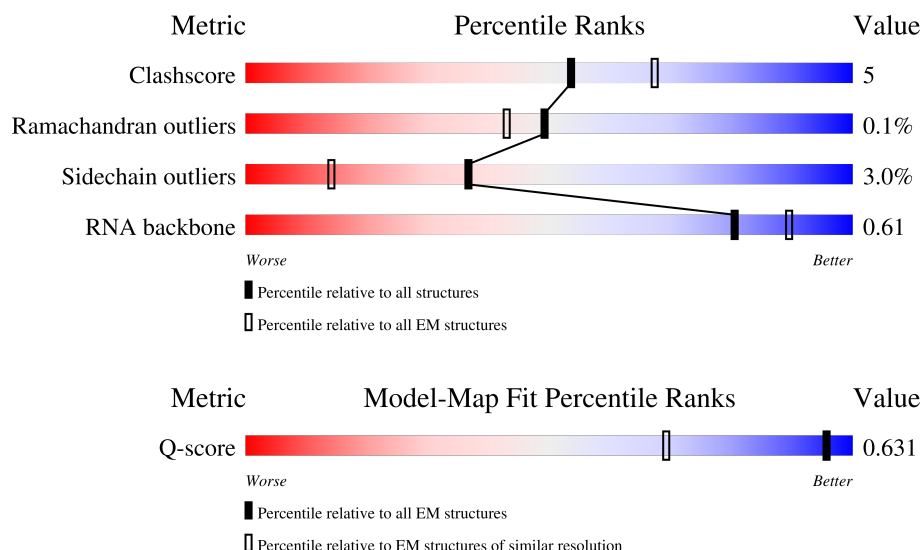 Metric Percentile Ranks Value
Clashscore 5
Ramachandran outliers 0.1%
Sidechain outliers 3.0%
RNA backbone 0.61
Worse Better
Percentile relative to all structures
Percentile relative to all EM structures
Metric Model-Map Fit Percentile Ranks Value
Q-score 0.631
Worse Better
Percentile relative to all EM structures
Percentile relative to EM structures of similar resolution